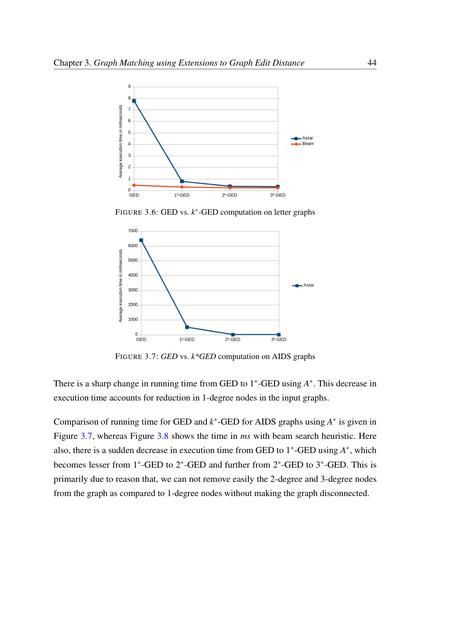 Chapter 3. Graph Matching using Extensions to Graph Edit Distance 44
9
8
7
6
5
4
3
2
1
0
Average execution time in milliseconds
GED 1*-GED 2*-GED 3*-GED
Astar
Beam
FIGURE 3.6: GED vs. k*-GED computation on letter graphs
7000
6000
5000
4000
3000
2000
1000
0
Average execution time in milliseconds
GED 1*-GED 2*-GED 3*-GED
Astar
FIGURE 3.7: GED vs. k*GED computation on AIDS graphs
There is a sharp change in running time from GED to 1*-GED using A*. This decrease in
execution time accounts for reduction in 1-degree nodes in the input graphs.
Comparison of running time for GED and k*-GED for AIDS graphs using A* is given in
Figure 3.7, whereas Figure 3.8 shows the time in ms with beam search heuristic. Here
also, there is a sudden decrease in execution time from GED to 1*-GED using A*, which
becomes lesser from 1*-GED to 2*-GED and further from 2*-GED to 3*-GED. This is
primarily due to reason that, we can not remove easily the 2-degree and 3-degree nodes
from the graph as compared to 1-degree nodes without making the graph disconnected.